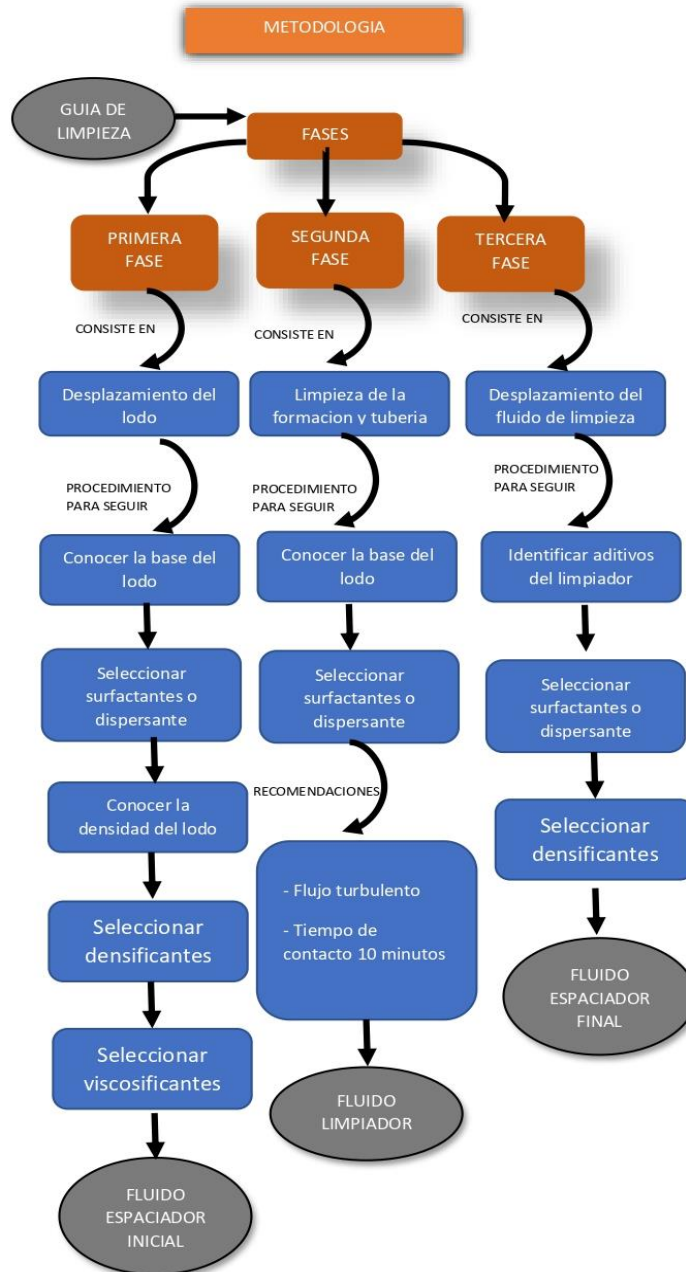 METODOLOGIA
GUIA DE
LIMPIEZA
FASES
PRIMERA
FASE
SEGUNDA
FASE
TERCERA
FASE
CONSISTE EN
CONSISTE EN
CONSISTE EN
Desplazamiento del
lodo
Limpieza de la
formacion y tuberia
Desplazamiento del
fluido de limpieza
PROCEDIMIENTO
PARA SEGUIR
PROCEDIMIENTO
PARA SEGUIR
PROCEDIMIENTO
PARA SEGUIR
Conocer la base del
lodo
Conocer la base del
lodo
Identificar aditivos
del limpiador
Seleccionar
surfactantes o
dispersante
Seleccionar
surfactantes o
dispersante
Seleccionar
surfactantes o
dispersante
Conocer la
densidad del lodo
RECOMENDACIONES
Seleccionar
densificantes
- Flujo turbulento
- Tiempo de
contacto 10 minutos
Seleccionar
densificantes
FLUIDO
ESPACIADOR
FINAL
Seleccionar
viscosificantes
FLUIDO
LIMPIADOR
FLUIDO
ESPACIADOR
INICIAL